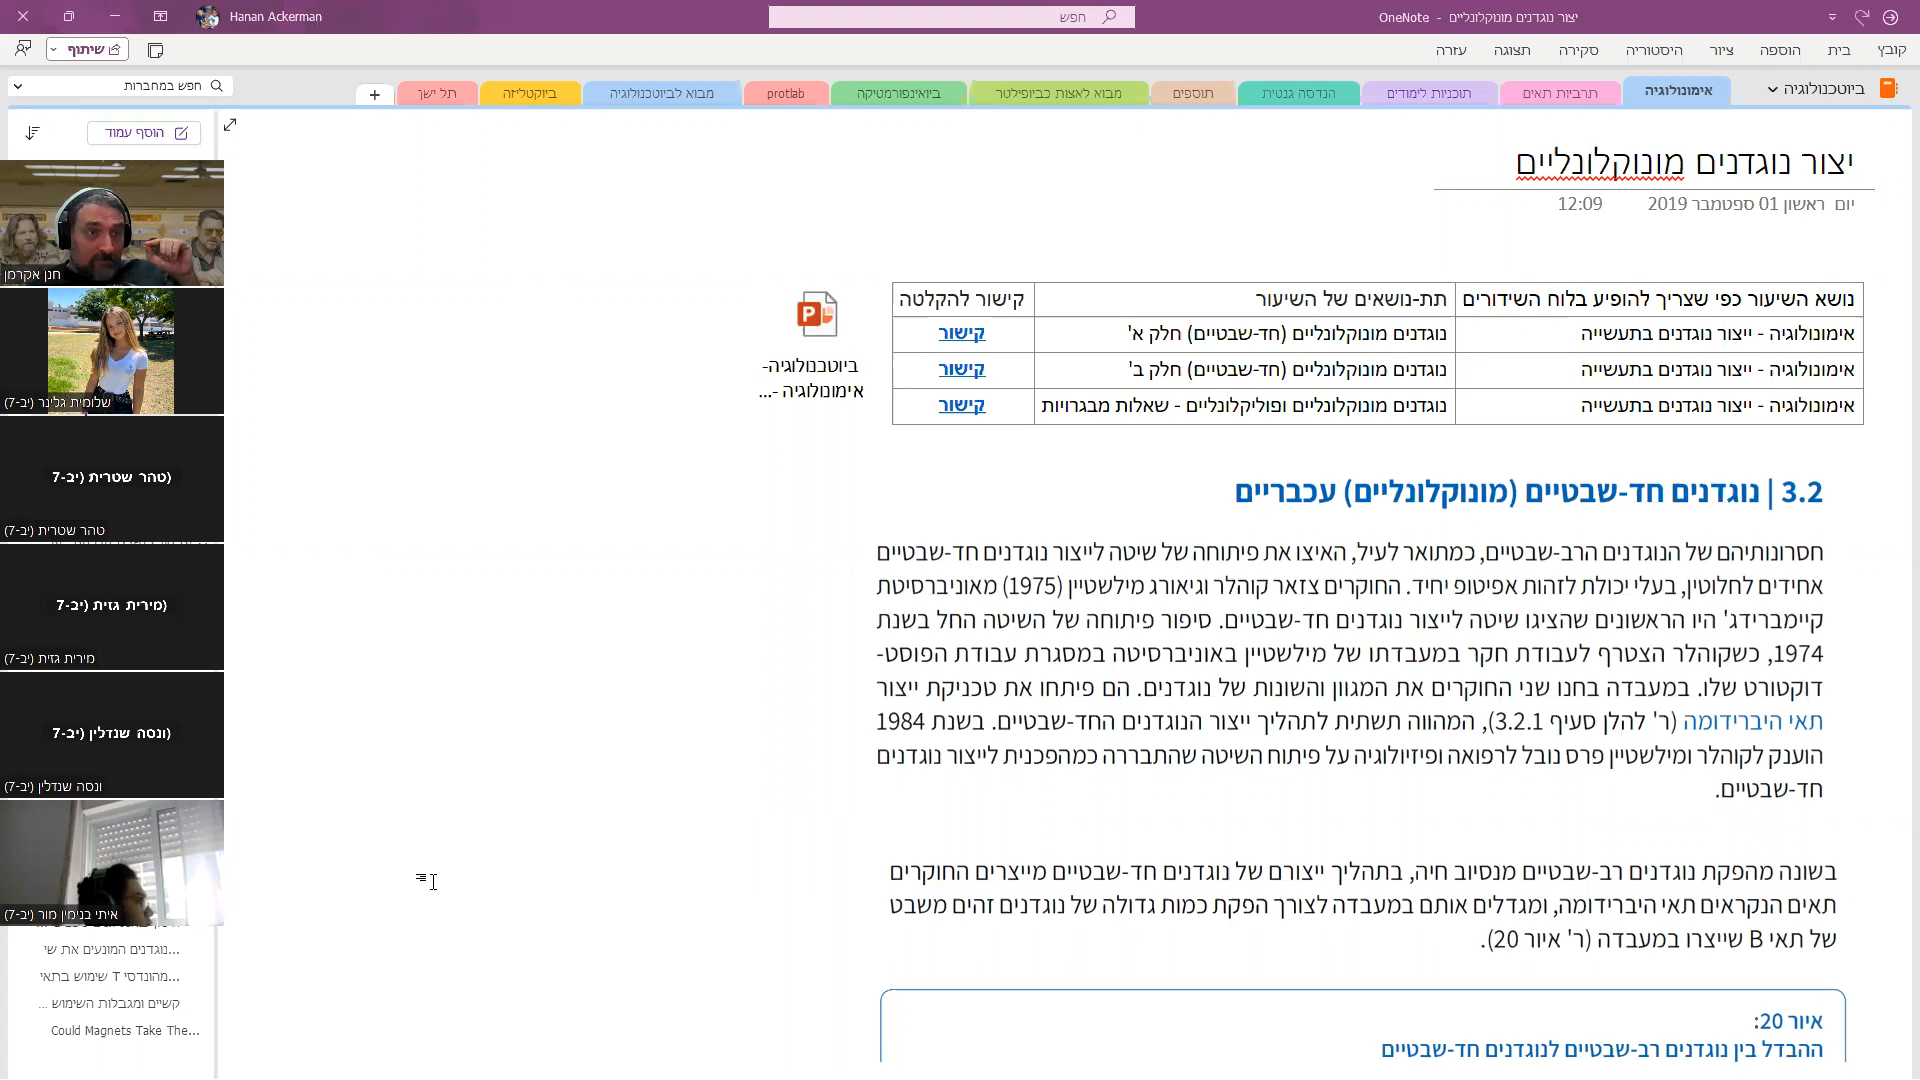 Hanan Ackerman
חפש
יצור נוגדנים מונוקלונליים - OneNote
קובץ
בית
הוספה
ציור
היסטוריה
סקירה
תצוגה
עזרה
שיתוף
ביוטכנולוגיה
אימונולוגיה
תרביות תאים
תוכניות לימודים
הנדסה גנטית
תוספים
מבוא לאצות כביופילטר
ביואינפורמטיקה
protlab
מבוא לביוטכנולוגיה
ביוקטליזה
תל ישן
+
חפש במחברות
הוסף עמוד
יצור נוגדנים מונוקלונליים
יום ראשון 01 ספטמבר 2019 12:09
נושא השיעור כפי שצריך להופיע בלוח השידורים תת-נושאים של השיעור קישור להקלטה
אימונולוגיה - ייצור נוגדנים בתעשייה נוגדנים מונוקלונליים (חד-שבטיים) חלק א' קישור
אימונולוגיה - ייצור נוגדנים בתעשייה נוגדנים מונוקלונליים (חד-שבטיים) חלק ב' קישור
אימונולוגיה - ייצור נוגדנים בתעשייה נוגדנים מונוקלונליים ופוליקלונליים - שאלות מבגרויות קישור
ביוטכנולוגיה-
אימונולוגיה -...
3.2 | נוגדנים חד-שבטיים (מונוקלונליים) עכבריים
חסרונותיהם של הנוגדנים הרב-שבטיים, כמתואר לעיל, האיצו את פיתוחה של שיטה לייצור נוגדנים חד-שבטיים
אחידים לחלוטין, בעלי יכולת לזהות אפיטופ יחיד. החוקרים צזאר קוהלר וגיאורג מילשטיין (1975) מאוניברסיטת
קיימברידג' היו הראשונים שהציגו שיטה לייצור נוגדנים חד-שבטיים. סיפור פיתוחה של השיטה החל בשנת
1974, כשקוהלר הצטרף לעבודת חקר במעבדתו של מילשטיין באוניברסיטה במסגרת עבודת הפוסט-
דוקטורט שלו. במעבדה בחנו שני החוקרים את המגוון והשונות של נוגדנים. הם פיתחו את טכניקת ייצור
תאי היברידומה (ר' להלן סעיף 3.2.1), המהווה תשתית לתהליך ייצור הנוגדנים החד-שבטיים. בשנת 1984
הוענק לקוהלר ומילשטיין פרס נובל לרפואה ופיזיולוגיה על פיתוח השיטה שהתבררה כמהפכנית לייצור נוגדנים
חד-שבטיים.
בשונה מהפקת נוגדנים רב-שבטיים מנסיוב חיה, בתהליך ייצורם של נוגדנים חד-שבטיים מייצרים החוקרים
תאים הנקראים תאי היברידומה, ומגדלים אותם במעבדה לצורך הפקת כמות גדולה של נוגדנים זהים משבט
של תאי B שייצרו במעבדה (ר' איור 20).
איור 20:
ההבדל בין נוגדנים רב-שבטיים לנוגדנים חד-שבטיים
חנן אקרמן
שלומית גלינר (יב-7)
טהר שטרית (יב-7)
טהר שטרית (יב-7)
מירית גזית (יב-7)
מירית גזית (יב-7)
ונסה שנדלין (יב-7)
ונסה שנדלין (יב-7)
איתי בנימין מור (יב-7)
נוגדנים המונעים את שי...
מהונדסי T שימוש בתאי...
קשיים ומגבלות השימוש ...
Could Magnets Take The...